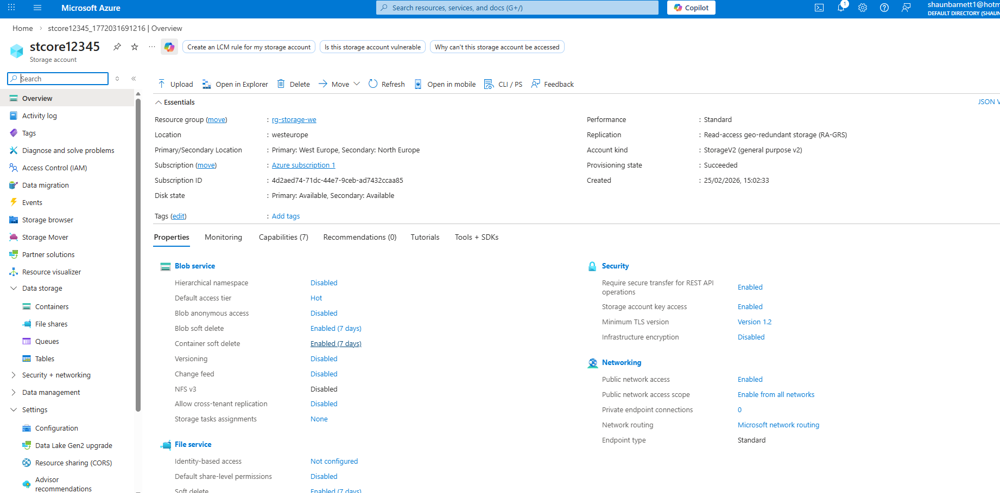 Microsoft Azure
Search resources, services, and docs (G+/)
Copilot
1
shaunbarnett1@hotm
DEFAULT DIRECTORY (SHAUN
Home > stcore12345_1772031691216 | Overview
stcore12345
Storage account
Create an LCM rule for my storage account
Is this storage account vulnerable
Why can't this storage account be accessed
Search
Overview
Activity log
Tags
Diagnose and solve problems
Access Control (IAM)
Data migration
Events
Storage browser
Storage Mover
Partner solutions
Resource visualizer
Data storage
Containers
File shares
Queues
Tables
Security + networking
Data management
Settings
Configuration
Data Lake Gen2 upgrade
Resource sharing (CORS)
Advisor
recommendations
Upload Open in Explorer Delete Move Refresh Open in mobile CLI / PS Feedback
Essentials
JSON V
Resource group (move) : rg-storage-we
Location : westeurope
Primary/Secondary Location : Primary: West Europe, Secondary: North Europe
Subscription (move) : Azure subscription 1
Subscription ID : 4d2aed74-71dc-44e7-9ceb-ad7432ccaa85
Disk state : Primary: Available, Secondary: Available
Tags (edit) : Add tags
Performance : Standard
Replication : Read-access geo-redundant storage (RA-GRS)
Account kind : StorageV2 (general purpose v2)
Provisioning state : Succeeded
Created : 25/02/2026, 15:02:33
Properties Monitoring Capabilities (7) Recommendations (0) Tutorials Tools + SDKs
Blob service
Hierarchical namespace Disabled
Default access tier Hot
Blob anonymous access Disabled
Blob soft delete Enabled (7 days)
Container soft delete Enabled (7 days)
Versioning Disabled
Change feed Disabled
NFS v3 Disabled
Allow cross-tenant replication Disabled
Storage tasks assignments None
File service
Identity-based access Not configured
Default share-level permissions Disabled
Soft delete Enabled (7 days)
Security
Require secure transfer for REST API
operations Enabled
Storage account key access Enabled
Minimum TLS version Version 1.2
Infrastructure encryption Disabled
Networking
Public network access Enabled
Public network access scope Enable from all networks
Private endpoint connections 0
Network routing Microsoft network routing
Endpoint type Standard